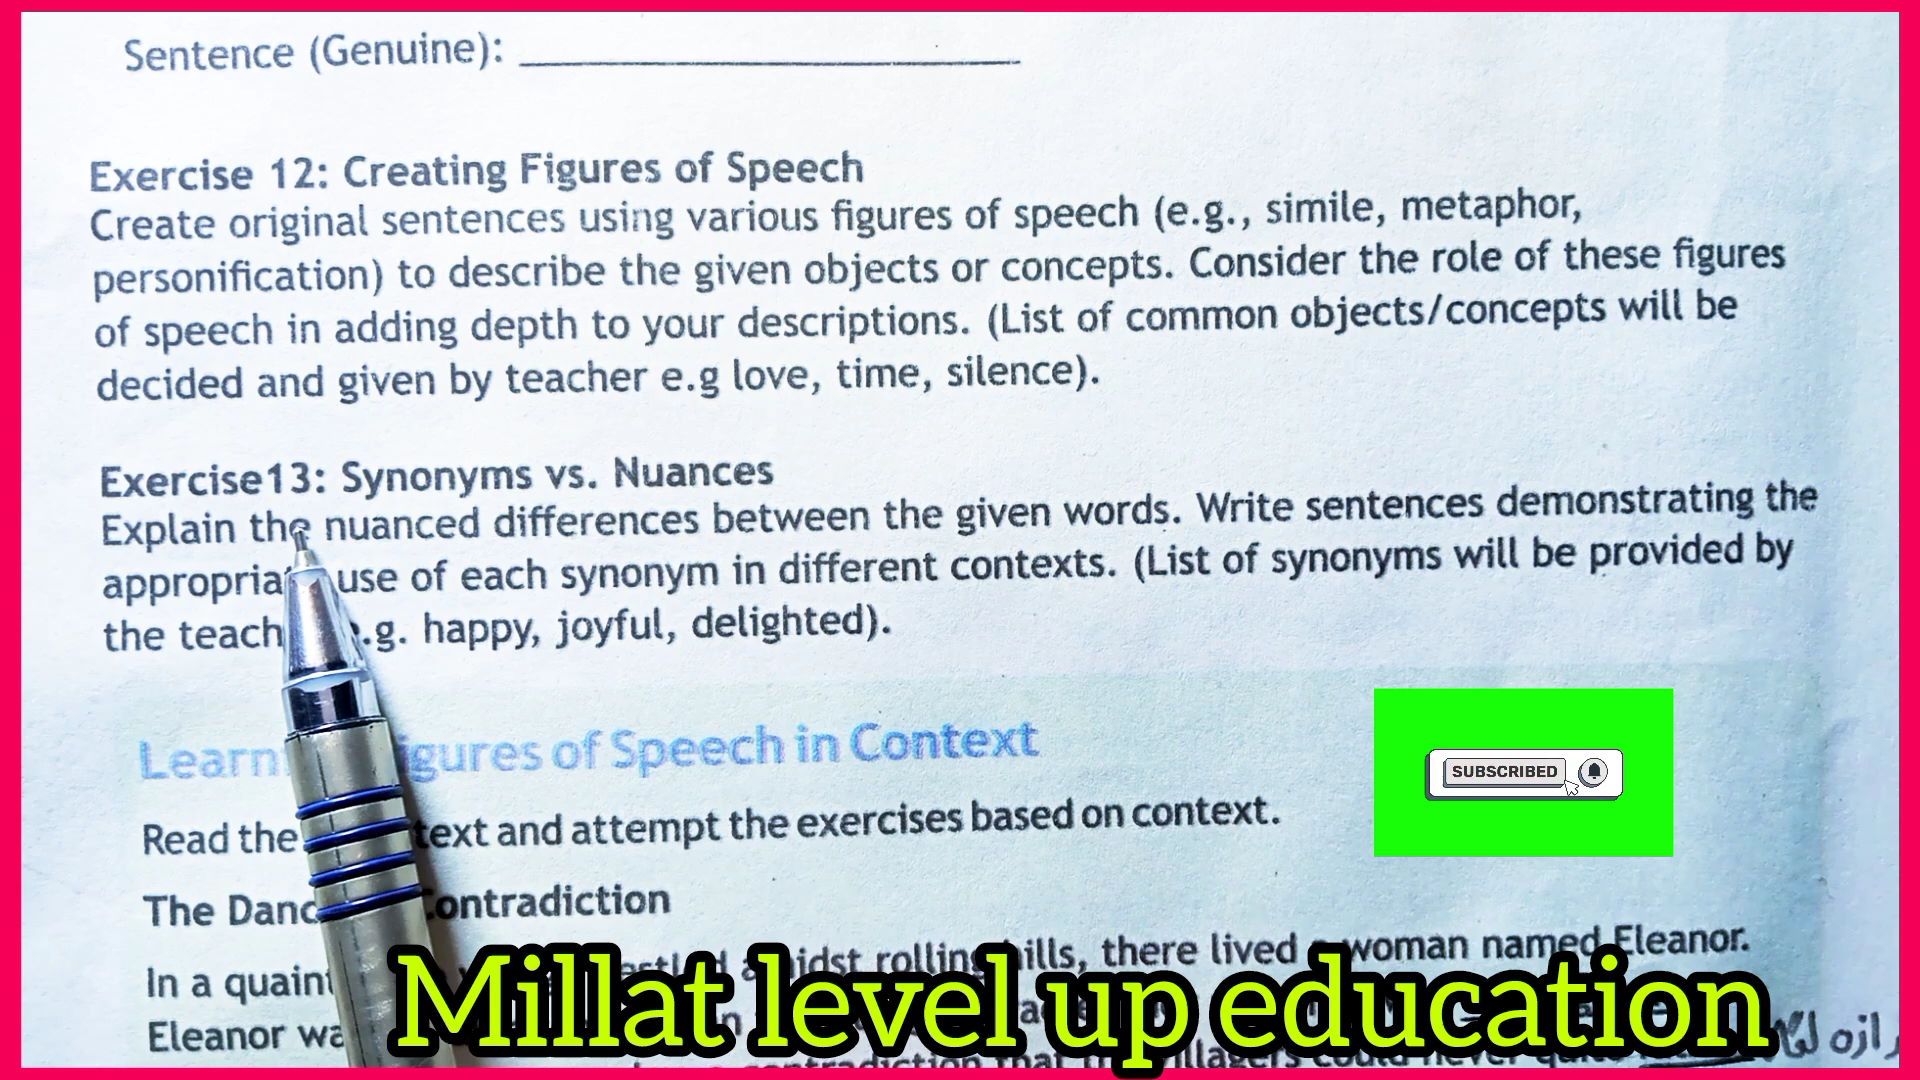 Sentence (Genuine):
Exercise 12: Creating Figures of Speech
Create original sentences using various figures of speech (e.g., simile, metaphor,
personification) to describe the given objects or concepts. Consider the role of these figures
of speech in adding depth to your descriptions. (List of common objects/concepts will be
decided and given by teacher e.g love, time, silence).
Exercise13: Synonyms vs. Nuances
Explain the nuanced differences between the given words. Write sentences demonstrating the
appropria use of each synonym in different contexts. (List of synonyms will be provided by
the teach .g. happy, joyful, delighted).
Learn igures of Speech in Context
SUBSCRIBED
Read the text and attempt the exercises based on context.
The Danc ontradiction
In a quaint rolling hills, there lived a woman named Eleanor.
Eleanor wa
Millat level up education